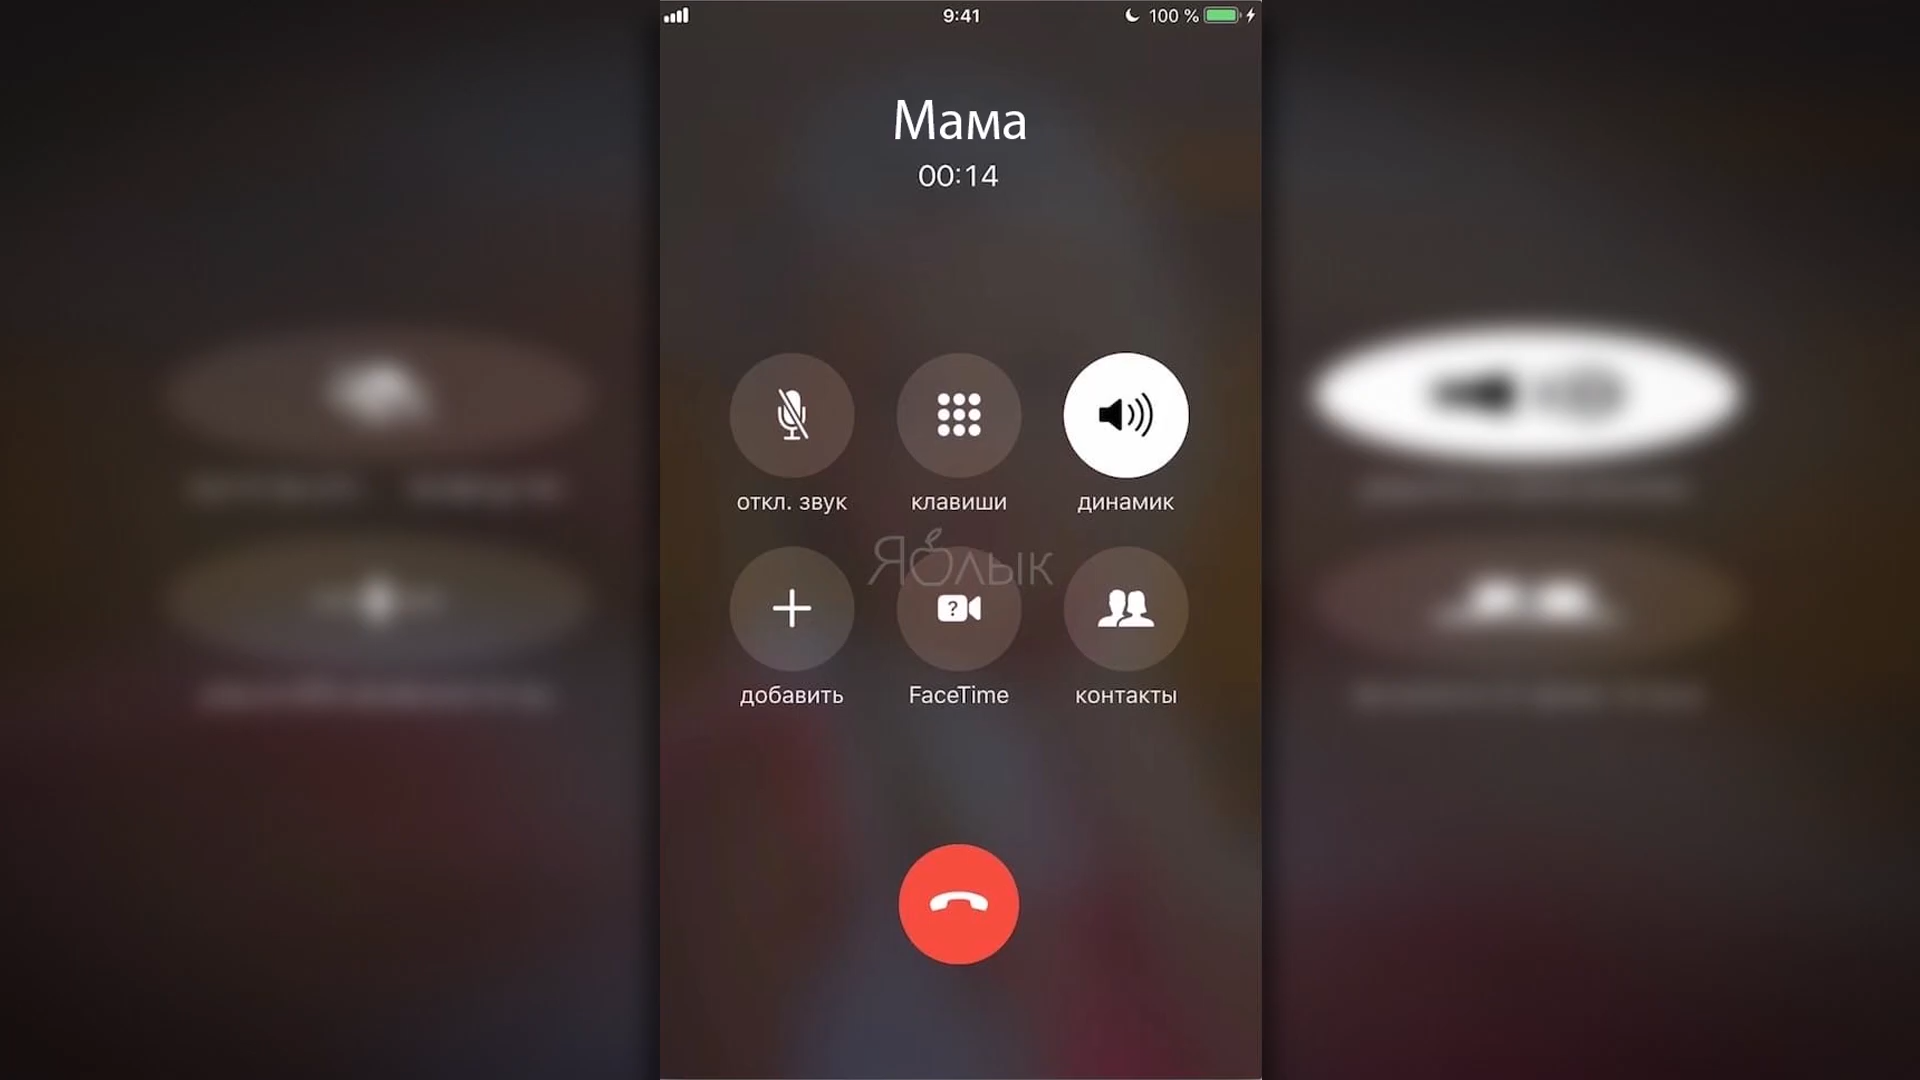 9:41
100 %
Мама
00:14
откл. звук
клавиши
динамик
Яблык
?
добавить
FaceTime
контакты